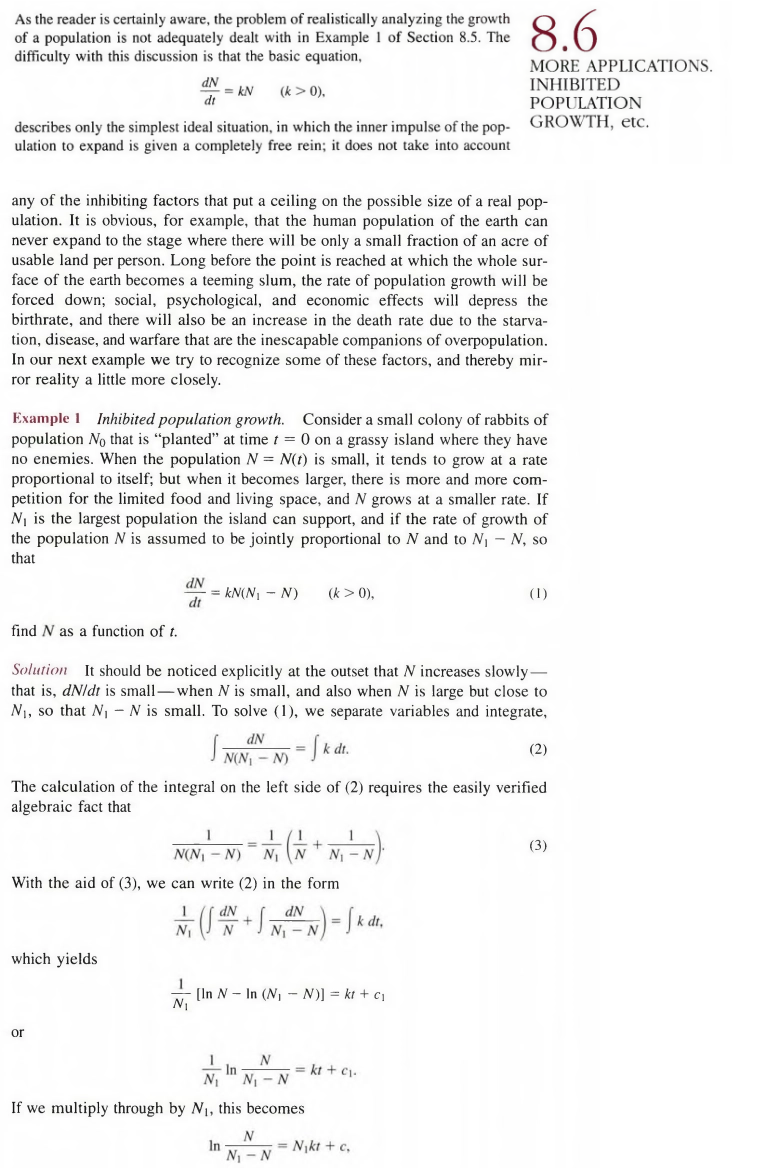 As the reader is certainly aware, the problem of realistically analyzing the growth
of a population is not adequately dealt with in Example 1 of Section 8.5. The
difficulty with this discussion is that the basic equation,
dN/dt = kN (k > 0),
describes only the simplest ideal situation, in which the inner impulse of the pop-
ulation to expand is given a completely free rein; it does not take into account
8.6
MORE APPLICATIONS.
INHIBITED
POPULATION
GROWTH, etc.
any of the inhibiting factors that put a ceiling on the possible size of a real pop-
ulation. It is obvious, for example, that the human population of the earth can
never expand to the stage where there will be only a small fraction of an acre of
usable land per person. Long before the point is reached at which the whole sur-
face of the earth becomes a teeming slum, the rate of population growth will be
forced down; social, psychological, and economic effects will depress the
birthrate, and there will also be an increase in the death rate due to the starva-
tion, disease, and warfare that are the inescapable companions of overpopulation.
In our next example we try to recognize some of these factors, and thereby mir-
ror reality a little more closely.
Example 1 Inhibited population growth. Consider a small colony of rabbits of
population N₀ that is “planted” at time t = 0 on a grassy island where they have
no enemies. When the population N = N(t) is small, it tends to grow at a rate
proportional to itself; but when it becomes larger, there is more and more com-
petition for the limited food and living space, and N grows at a smaller rate. If
N₁ is the largest population the island can support, and if the rate of growth of
the population N is assumed to be jointly proportional to N and to N₁ − N, so
that
dN/dt = kN(N₁ − N) (k > 0), (1)
find N as a function of t.
Solution It should be noticed explicitly at the outset that N increases slowly—
that is, dN/dt is small—when N is small, and also when N is large but close to
N₁, so that N₁ − N is small. To solve (1), we separate variables and integrate,
∫ dN/N(N₁ − N) = ∫ k dt. (2)
The calculation of the integral on the left side of (2) requires the easily verified
algebraic fact that
1/N(N₁ − N) = 1/N₁ (1/N + 1/N₁ − N). (3)
With the aid of (3), we can write (2) in the form
1/N₁ (∫ dN/N + ∫ dN/N₁ − N) = ∫ k dt,
which yields
1/N₁ [ln N − ln (N₁ − N)] = kt + c₁
or
1/N₁ ln N/N₁ − N = kt + c₁.
If we multiply through by N₁, this becomes
ln N/N₁ − N = N₁kt + c,